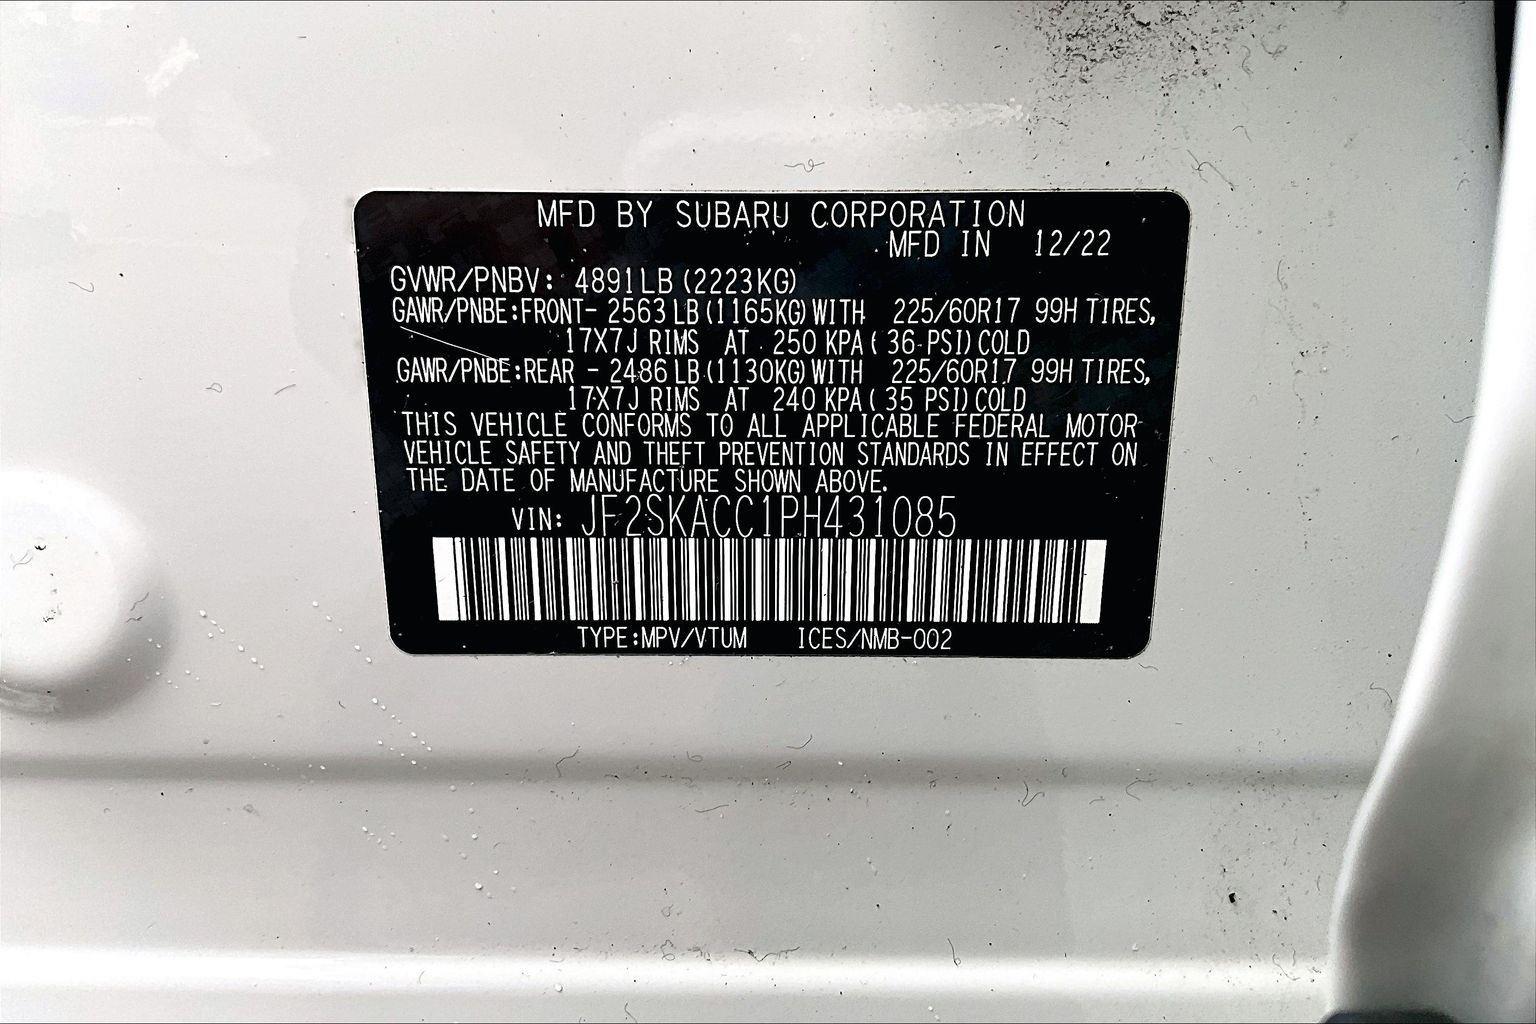 MFD BY SUBARU CORPORATION
MFD IN 12/22
GVWR/PNBV: 4891LB (2223KG)
GAWR/PNBE:FRONT- 2563 LB (1165KG) WITH 225/60R17 99H TIRES,
17X7J RIMS AT 250 KPA ( 36 PSI) COLD
GAWR/PNBE:REAR - 2486 LB (1130KG) WITH 225/60R17 99H TIRES,
17X7J RIMS AT 240 KPA ( 35 PSI) COLD
THIS VEHICLE CONFORMS TO ALL APPLICABLE FEDERAL MOTOR
VEHICLE SAFETY AND THEFT PREVENTION STANDARDS IN EFFECT ON
THE DATE OF MANUFACTURE SHOWN ABOVE.
VIN: JF2SKACC1PH431085
TYPE:MPV/VTUM ICES/NMB-002